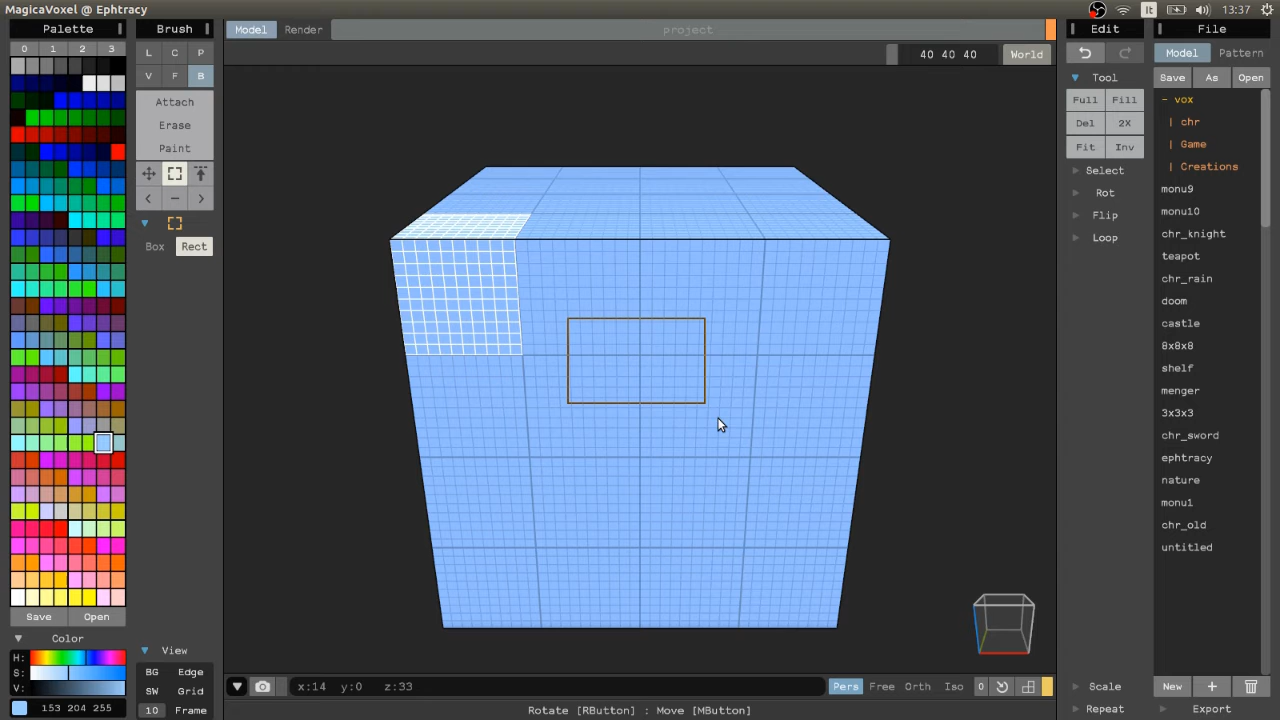 MagicaVoxel @ Ephtracy
It
13:37
Palette
Brush
Model
Render
project
Edit
File
0 1 2 3
L C P
V F B
40 40 40
World
Model
Pattern
Tool
Save
As
Open
Attach
Erase
Paint
Full
Fill
Del
2X
Fit
Inv
Select
Rot
Flip
Loop
- vox
| chr
| Game
| Creations
monu9
monu10
chr_knight
teapot
chr_rain
doom
castle
8x8x8
shelf
menger
3x3x3
chr_sword
ephtracy
nature
monu1
chr_old
untitled
Box
Rect
Save
Open
Color
H:
S:
V:
153 204 255
View
BG
Edge
SW
Grid
10
Frame
x:14 y:0 z:33
Pers
Free
Orth
Iso
0
Rotate [RButton] : Move [MButton]
Scale
Repeat
New
+
Export